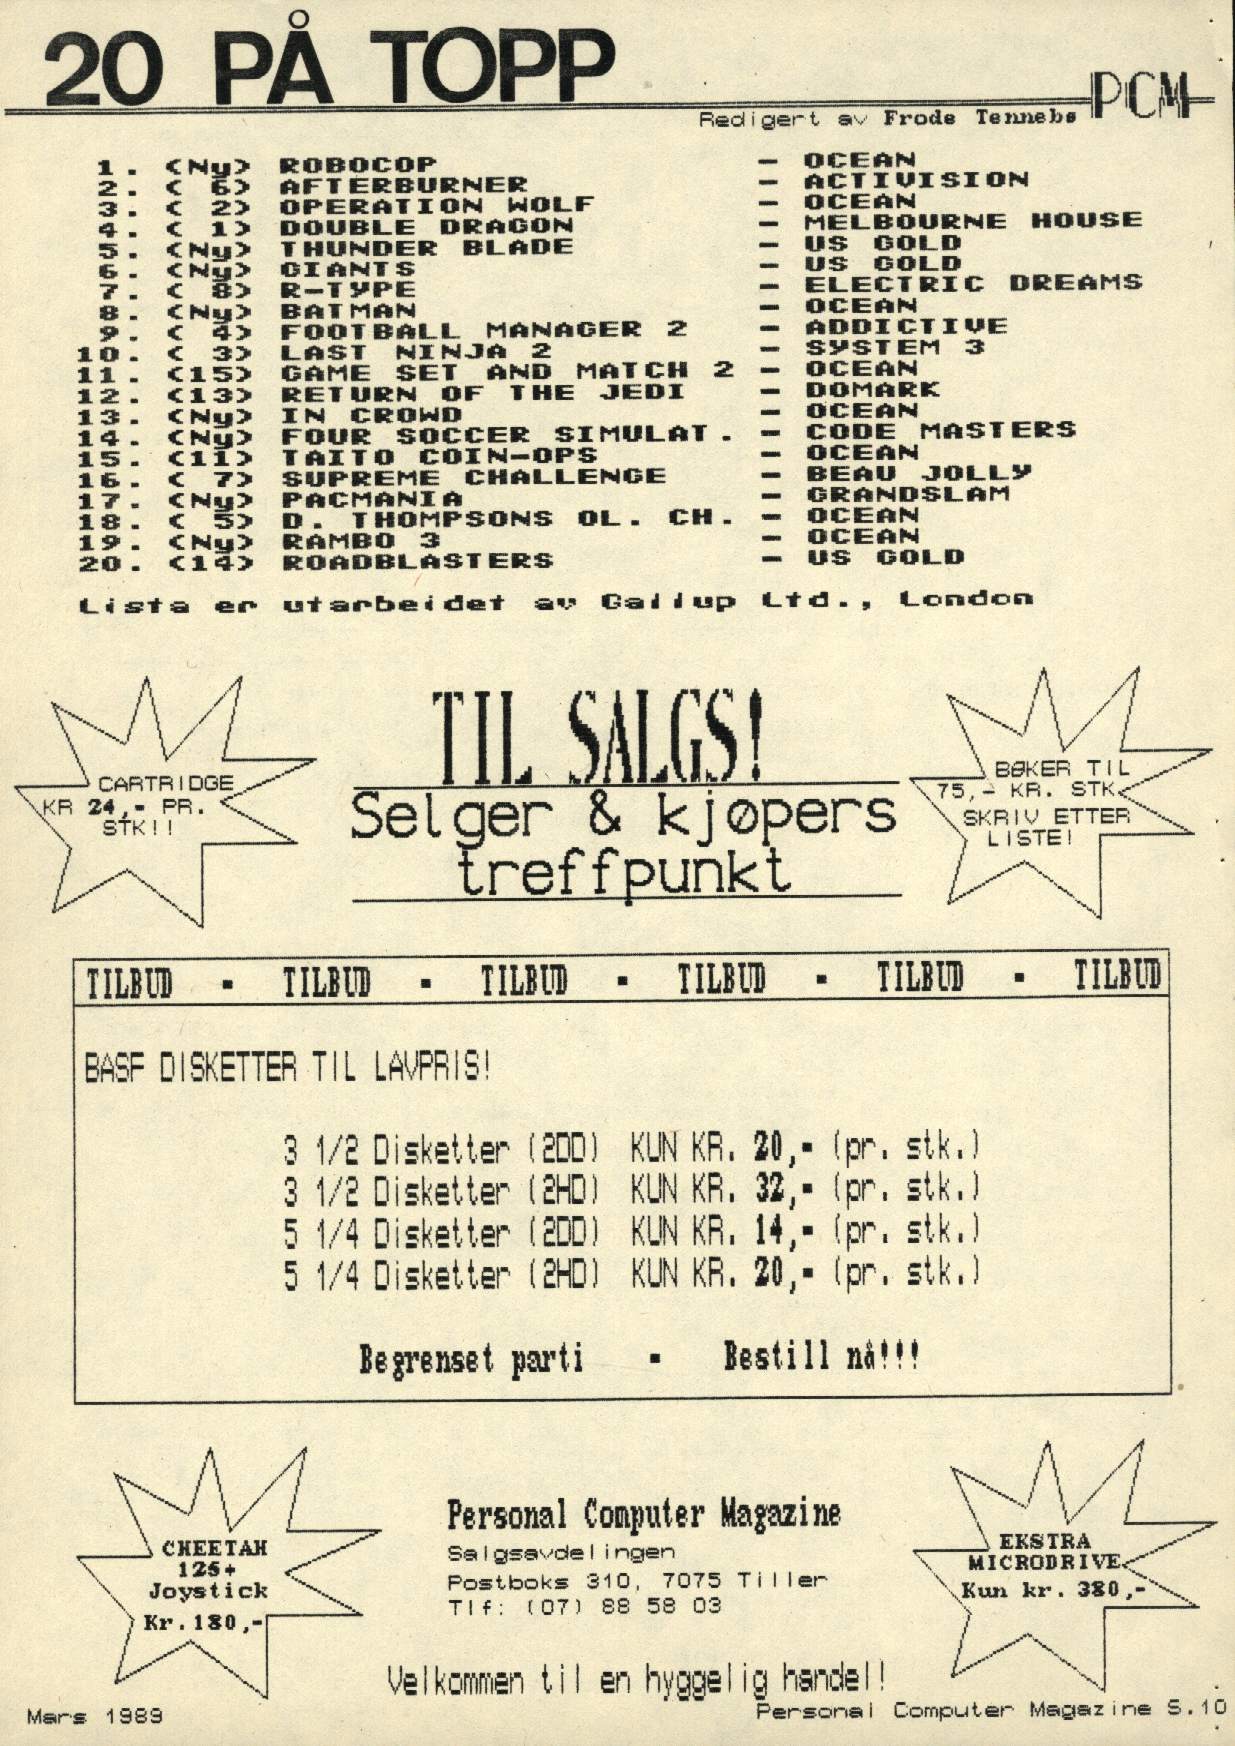 20 PÅ TOPP
PCM
Redigert av Frode Tennebø
1. (Ny) ROBOCOP - OCEAN
2. ( 6) AFTERBURNER - ACTIVISION
3. ( 2) OPERATION WOLF - OCEAN
4. ( 1) DOUBLE DRAGON - MELBOURNE HOUSE
5. (Ny) THUNDER BLADE - US GOLD
6. (Ny) GIANTS - US GOLD
7. ( 8) R-TYPE - ELECTRIC DREAMS
8. (Ny) BATMAN - OCEAN
9. ( 4) FOOTBALL MANAGER 2 - ADDICTIVE
10. ( 3) LAST NINJA 2 - SYSTEM 3
11. (15) GAME SET AND MATCH 2 - OCEAN
12. (13) RETURN OF THE JEDI - DOMARK
13. (Ny) IN CROWD - OCEAN
14. (Ny) FOUR SOCCER SIMULAT. - CODE MASTERS
15. (11) TAITO COIN-OPS - OCEAN
16. ( 7) SUPREME CHALLENGE - BEAU JOLLY
17. (Ny) PACMANIA - GRANDSLAM
18. ( 5) D. THOMPSONS OL. CH. - OCEAN
19. (Ny) RAMBO 3 - OCEAN
20. (14) ROADBLASTERS - US GOLD
Lista er utarbeidet av Gallup Ltd., London
CARTRIDGE
KR 24,- PR.
STK!!
TIL SALGS!
Selger & kjøpers
treffpunkt
BØKER TIL
75,- KR. STK.
SKRIV ETTER
LISTE!
TILBUD - TILBUD - TILBUD - TILBUD - TILBUD - TILBUD
BASF DISKETTER TIL LAVPRIS!
3 1/2 Disketter (2DD) KUN KR. 20,- (pr. stk.)
3 1/2 Disketter (2HD) KUN KR. 32,- (pr. stk.)
5 1/4 Disketter (2DD) KUN KR. 14,- (pr. stk.)
5 1/4 Disketter (2HD) KUN KR. 20,- (pr. stk.)
Begrenset parti - Bestill nå!!!
CHEETAH
125+
Joystick
Kr.180,-
Personal Computer Magazine
Salgsavdelingen
Postboks 310, 7075 Tiller
Tlf: (07) 88 58 03
EKSTRA
MICRODRIVE
Kun kr. 380,-
Velkommen til en hyggelig handel!
Mars 1989
Personal Computer Magazine S.10